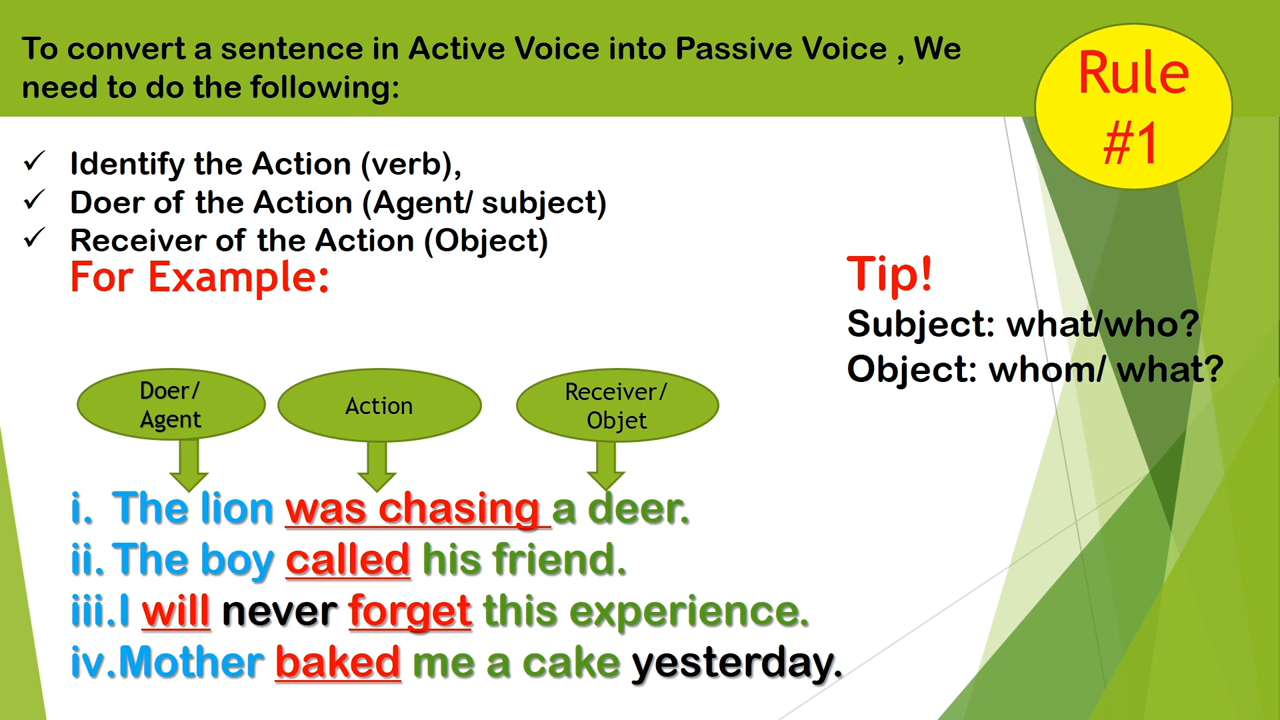 To convert a sentence in Active Voice into Passive Voice , We
need to do the following:
Rule
#1
✓ Identify the Action (verb),
✓ Doer of the Action (Agent/ subject)
✓ Receiver of the Action (Object)
For Example:
Tip!
Subject: what/who?
Object: whom/ what?
Doer/
Agent
Action
Receiver/
Objet
i. The lion was chasing a deer.
ii. The boy called his friend.
iii.I will never forget this experience.
iv.Mother baked me a cake yesterday.